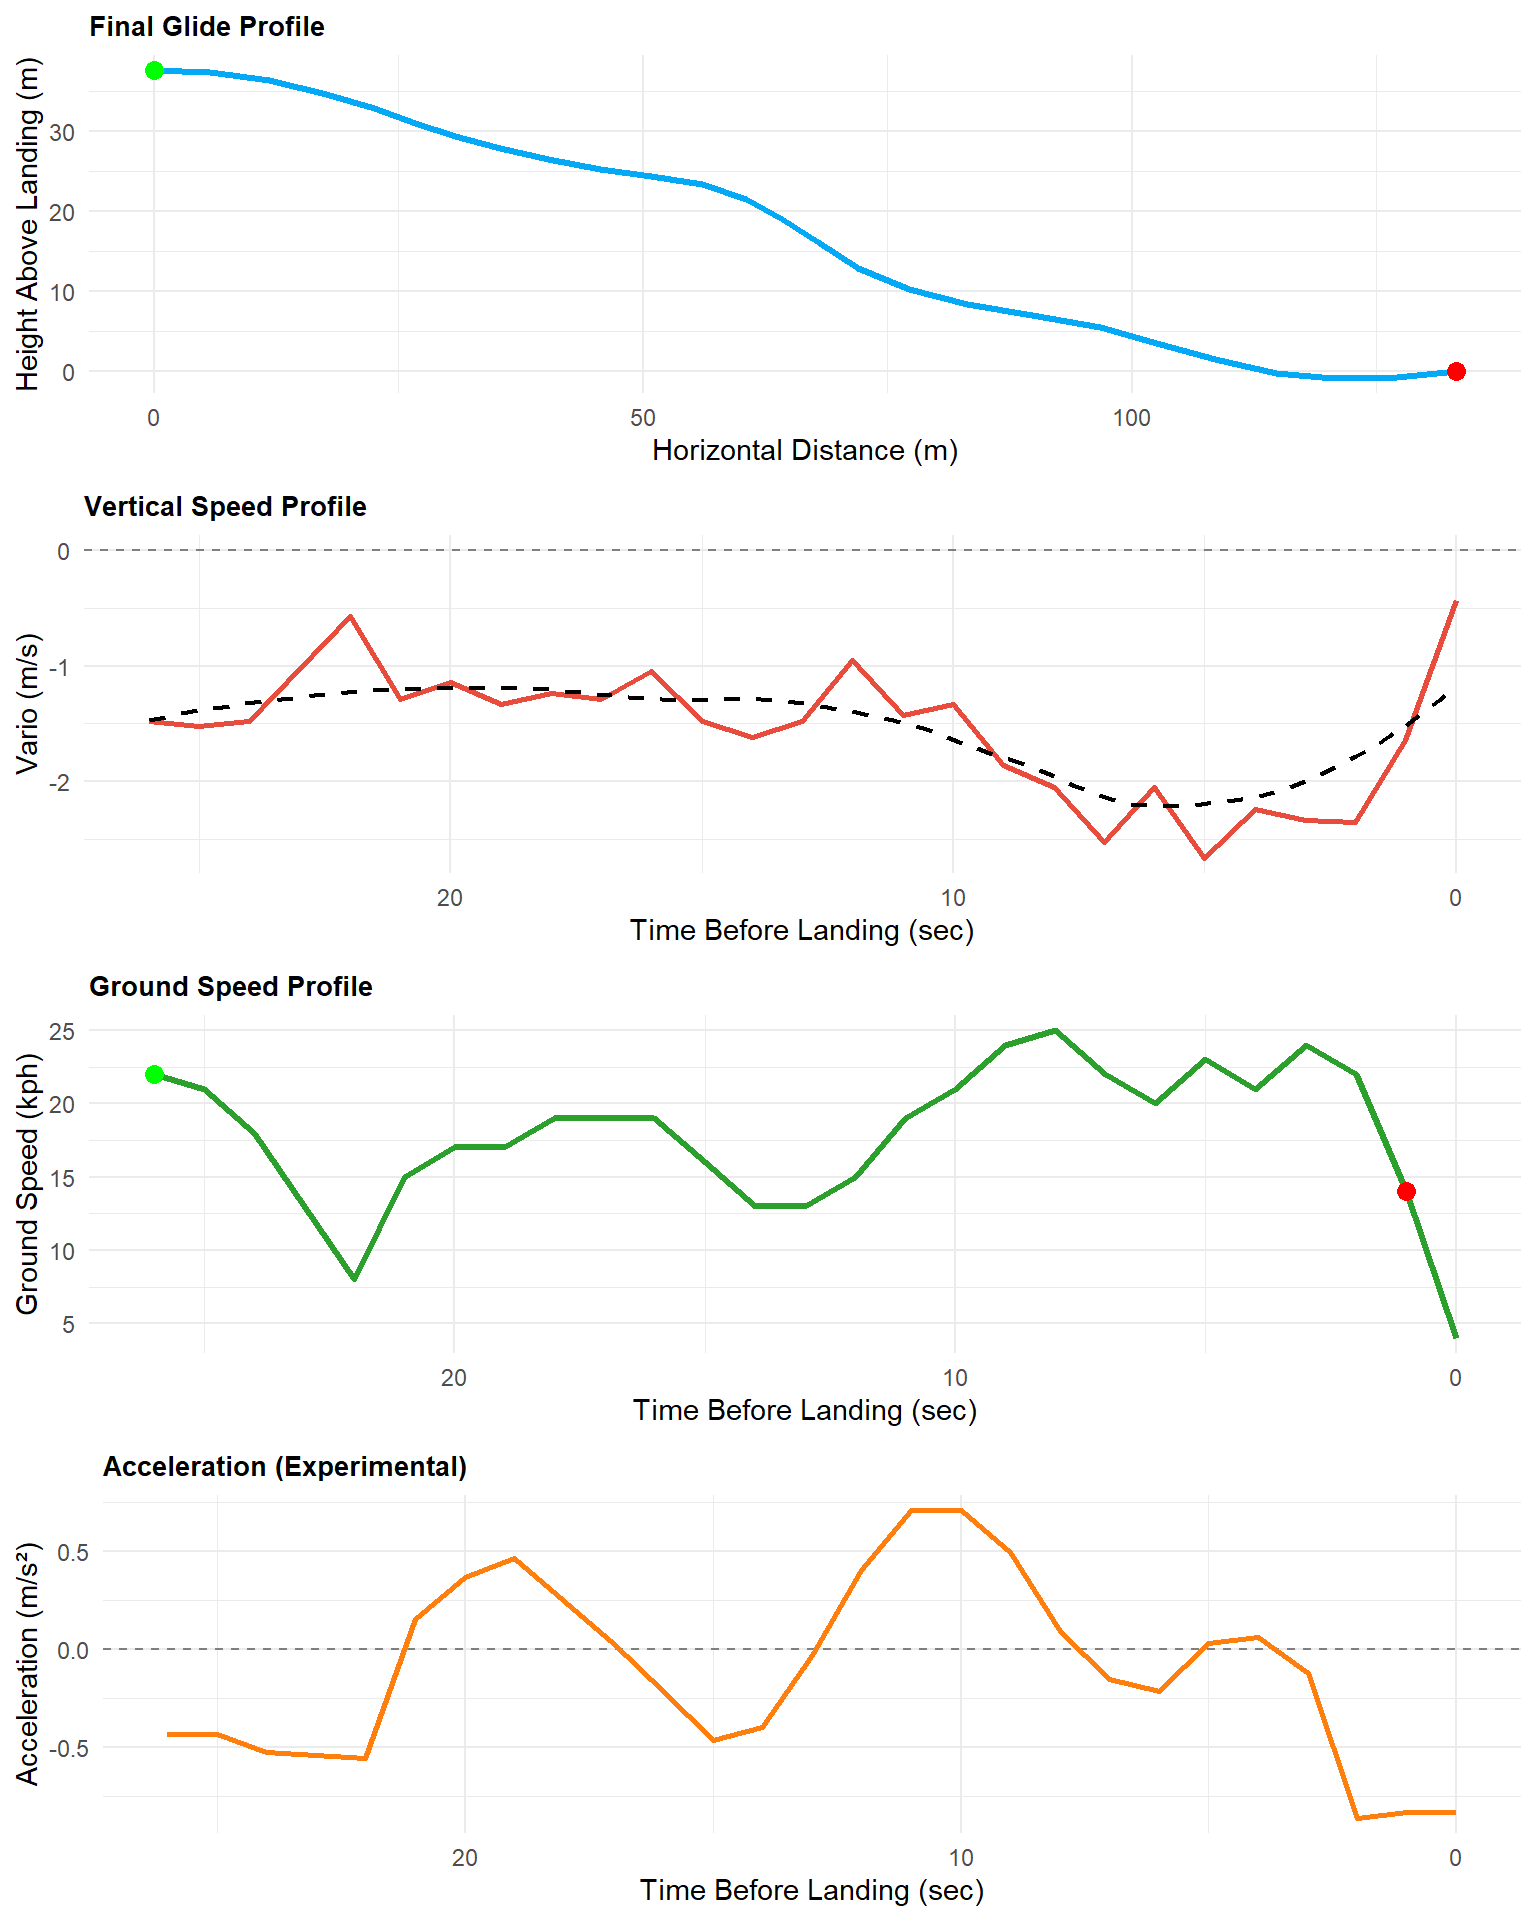 Final Glide Profile
Height Above Landing (m)
30
20
10
0
0 50 100
Horizontal Distance (m)
Vertical Speed Profile
Vario (m/s)
0
-1
-2
20 10 0
Time Before Landing (sec)
Ground Speed Profile
Ground Speed (kph)
25
20
15
10
5
20 10 0
Time Before Landing (sec)
Acceleration (Experimental)
Acceleration (m/s²)
0.5
0.0
-0.5
20 10 0
Time Before Landing (sec)